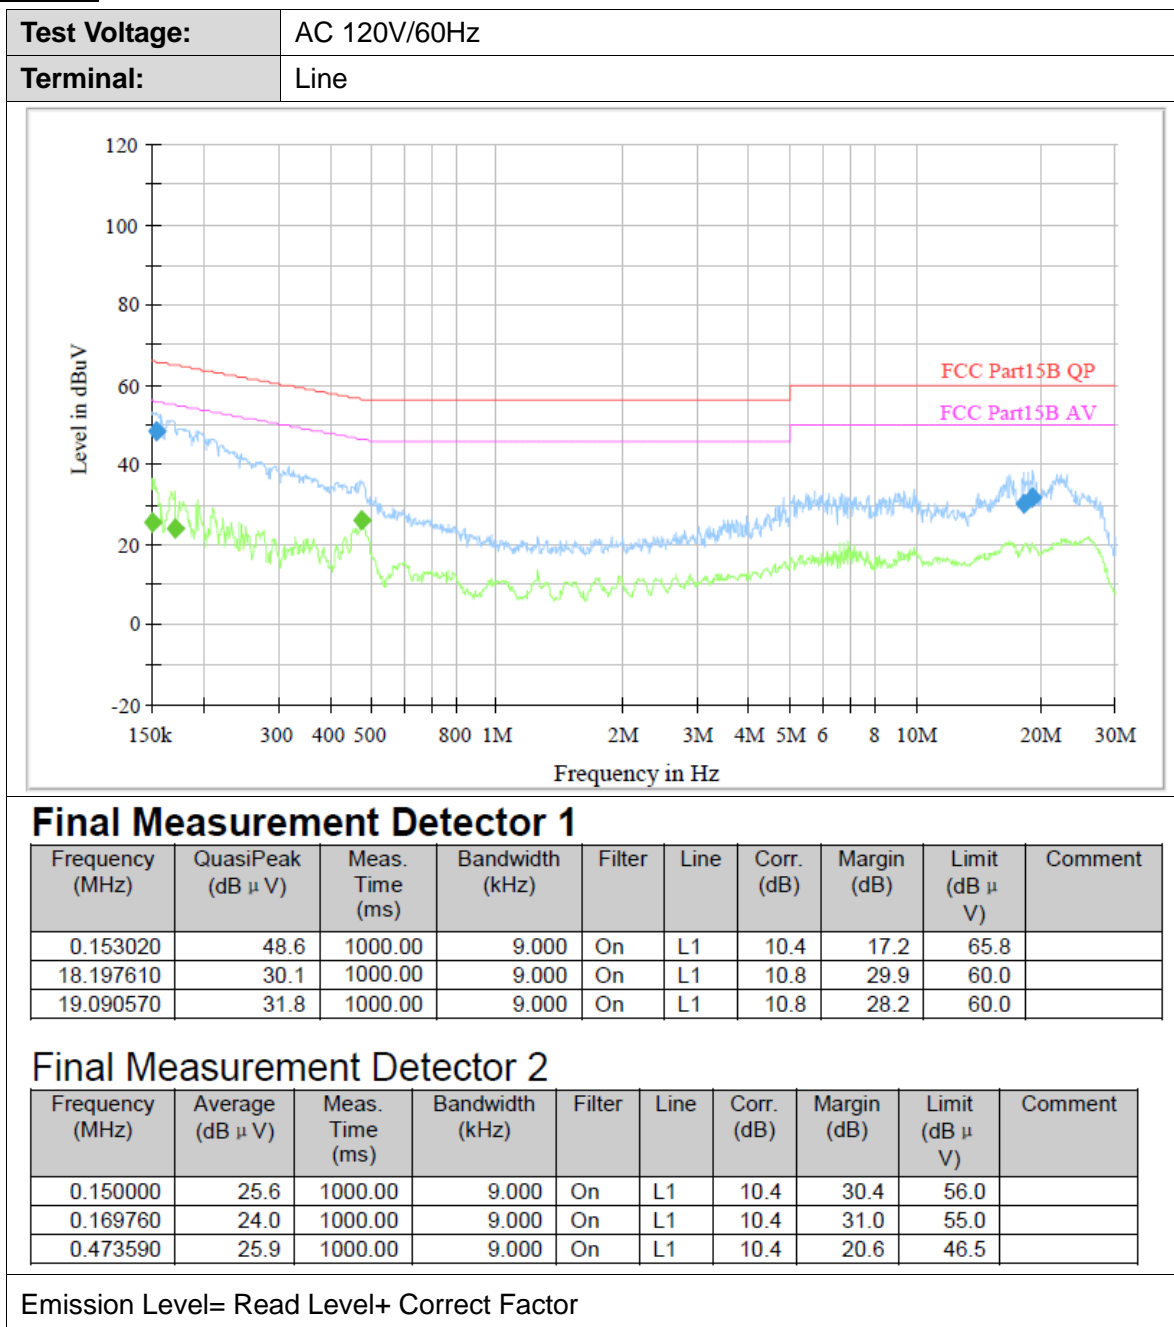 Test Voltage: AC 120V/60Hz
Terminal: Line
120
100
80
60
40
20
0
-20
Level in dBuV
FCC Part15B QP
FCC Part15B AV
150k 300 400 500 800 1M 2M 3M 4M 5M 6 8 10M 20M 30M
Frequency in Hz
Final Measurement Detector 1
Frequency (MHz) QuasiPeak (dBμV) Meas. Time (ms) Bandwidth (kHz) Filter Line Corr. (dB) Margin (dB) Limit (dBμV) Comment
0.153020 48.6 1000.00 9.000 On L1 10.4 17.2 65.8
18.197610 30.1 1000.00 9.000 On L1 10.8 29.9 60.0
19.090570 31.8 1000.00 9.000 On L1 10.8 28.2 60.0
Final Measurement Detector 2
Frequency (MHz) Average (dBμV) Meas. Time (ms) Bandwidth (kHz) Filter Line Corr. (dB) Margin (dB) Limit (dBμV) Comment
0.150000 25.6 1000.00 9.000 On L1 10.4 30.4 56.0
0.169760 24.0 1000.00 9.000 On L1 10.4 31.0 55.0
0.473590 25.9 1000.00 9.000 On L1 10.4 20.6 46.5
Emission Level= Read Level+ Correct Factor